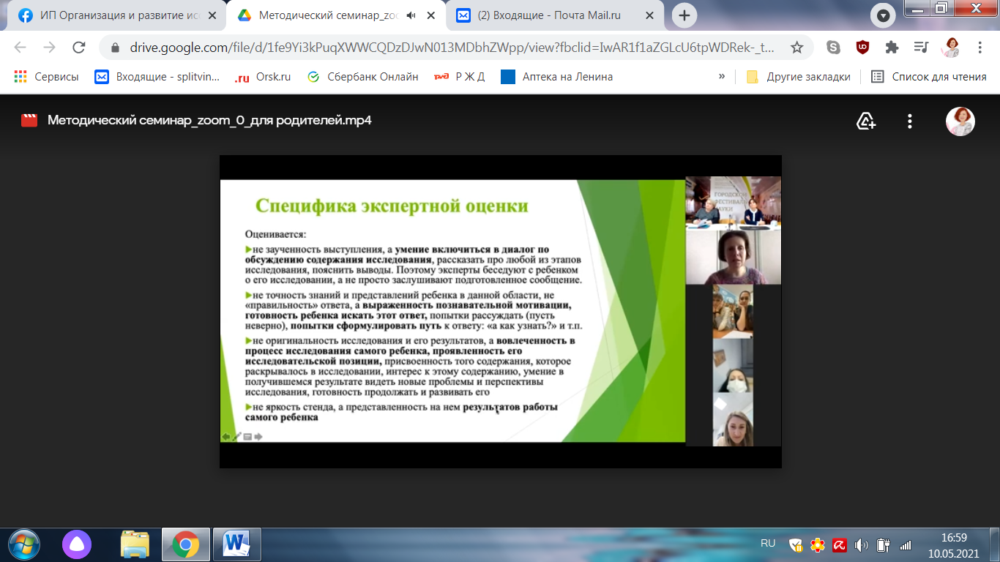 ИП Организация и развитие исс
Методический семинар_zoo
(2) Входящие - Почта Mail.ru
drive.google.com/file/d/1fe9Yi3kPuqXWWCQDzDJwN013MDbhZWpp/view?fbclid=IwAR1f1aZGLcU6tpWDRek-_t...
Сервисы
Входящие - splitvin...
.ru Orsk.ru
Сбербанк Онлайн
ржд Р Ж Д
Аптека на Ленина
»
Другие закладки
Список для чтения
Методический семинар_zoom_0_для родителей.mp4
Специфика экспертной оценки
Оценивается:
не заученность выступления, а умение включиться в диалог по
обсуждению содержания исследования, рассказать про любой из этапов
исследования, пояснить выводы. Поэтому эксперты беседуют с ребенком
о его исследовании, а не просто заслушивают подготовленное сообщение.
не точность знаний и представлений ребенка в данной области, не
«правильность» ответа, а выраженность познавательной мотивации,
готовность ребенка искать этот ответ, попытки рассуждать (пусть
неверно), попытки сформулировать путь к ответу: «а как узнать?» и т.п.
не оригинальность исследования и его результатов, а вовлеченность в
процесс исследования самого ребенка, проявленность его
исследовательской позиции, присвоенность того содержания, которое
раскрывалось в исследовании, интерес к этому содержанию, умение в
получившемся результате видеть новые проблемы и перспективы
исследования, готовность продолжать и развивать его
не яркость стенда, а представленность на нем результатов работы
самого ребенка
ГОРОДСКОЙ
ФЕСТИВАЛЬ
НАУКИ
RU
16:59
10.05.2021